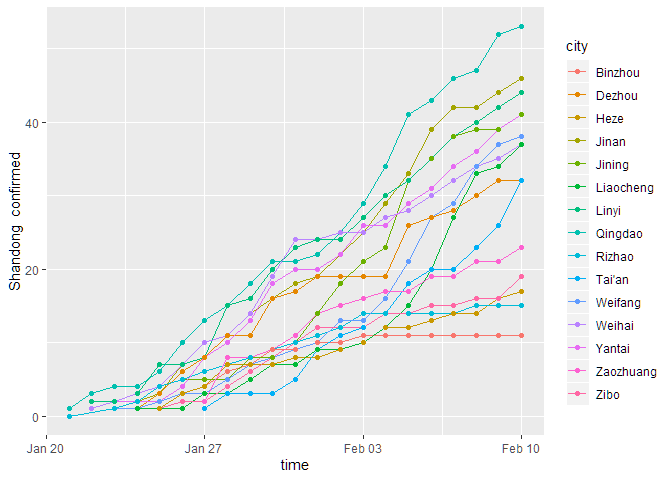 Shandong confirmed
40
20
0
Jan 20
Jan 27
Feb 03
Feb 10
time
city
Binzhou
Dezhou
Heze
Jinan
Jining
Liaocheng
Linyi
Qingdao
Rizhao
Tai'an
Weifang
Weihai
Yantai
Zaozhuang
Zibo